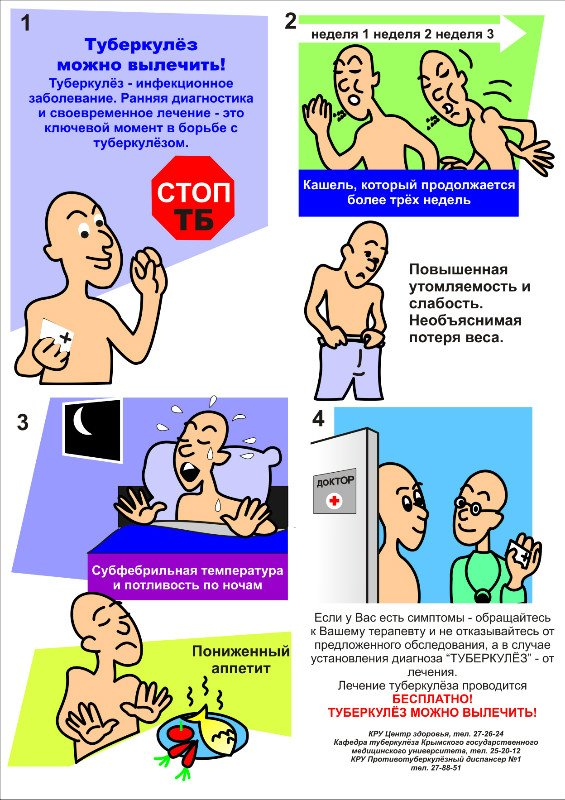 1
Туберкулёз
можно вылечить!
Туберкулёз - инфекционное
заболевание. Ранняя диагностика
и своевременное лечение - это
ключевой момент в борьбе с
туберкулёзом.
СТОП
ТБ
2
неделя 1 неделя 2 неделя 3
Кашель, который продолжается
более трёх недель
Повышенная
утомляемость и
слабость.
Необъяснимая
потеря веса.
3
Субфебрильная температура
и потливость по ночам
Пониженный
аппетит
4
ДОКТОР
Если у Вас есть симптомы - обращайтесь
к Вашему терапевту и не отказывайтесь от
предложенного обследования, а в случае
установления диагноза “ТУБЕРКУЛЁЗ” - от
лечения.
Лечение туберкулёза проводится
БЕСПЛАТНО!
ТУБЕРКУЛЁЗ МОЖНО ВЫЛЕЧИТЬ!
КРУ Центр здоровья, тел. 27-26-24
Кафедра туберкулёза Крымского государственного
медицинского университета, тел. 25-20-12
КРУ Противотуберкулёзный диспансер №1
тел. 27-88-51